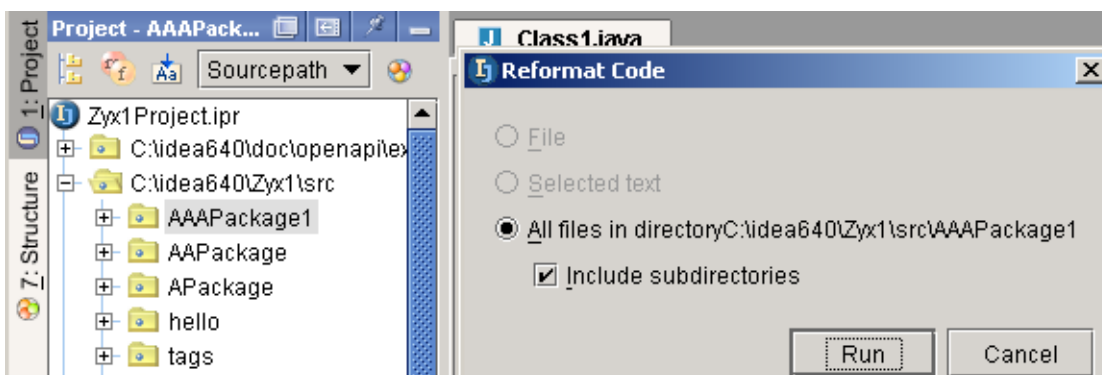 1: Project
7: Structure
Project - AAAPack...
Sourcepath
Zyx1Project.ipr
C:\idea640\doc\openapi\ex
C:\idea640\Zyx1\src
AAAPackage1
AAPackage
APackage
hello
tags
Class1.java
Reformat Code
File
Selected text
All files in directoryC:\idea640\Zyx1\src\AAAPackage1
Include subdirectories
Run
Cancel